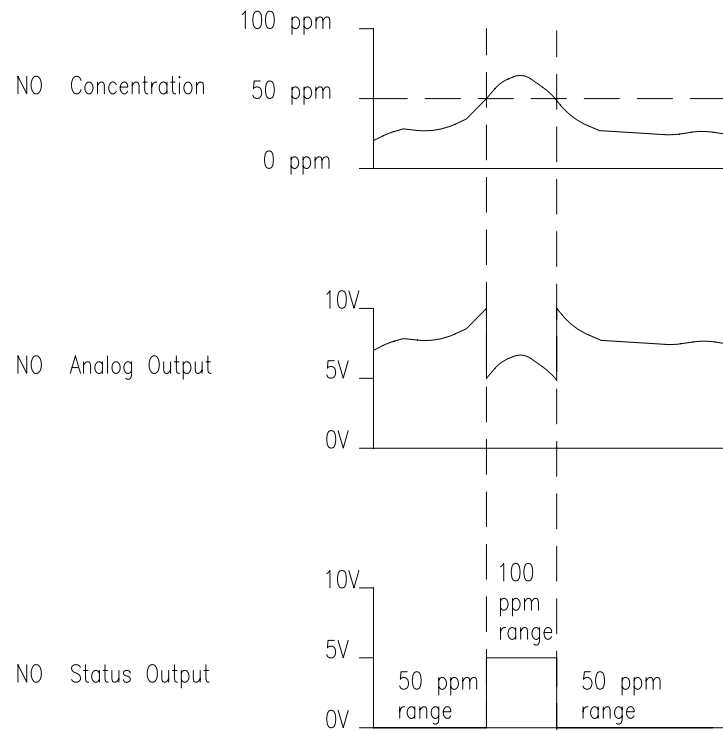 100 ppm
NO Concentration
50 ppm
0 ppm
10V
NO Analog Output
5V
0V
10V
100
ppm
range
5V
NO Status Output
50 ppm
range
50 ppm
range
0V